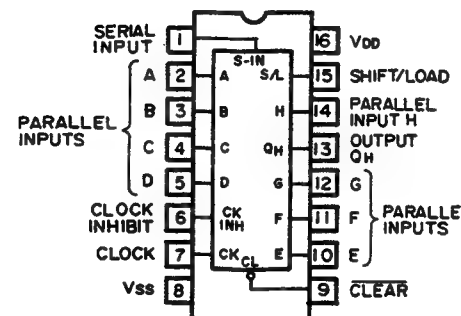 SERIAL INPUT
1
S-IN
16
VDD
A
2
A
S/L
15
SHIFT/LOAD
B
3
B
H
14
PARALLEL INPUT H
PARALLEL INPUTS
C
4
C
QH
13
OUTPUT QH
D
5
D
G
12
G
CLOCK INHIBIT
6
CK INH
F
11
F
PARALLE INPUTS
CLOCK
7
CK
CL
E
10
E
VSS
8
9
CLEAR